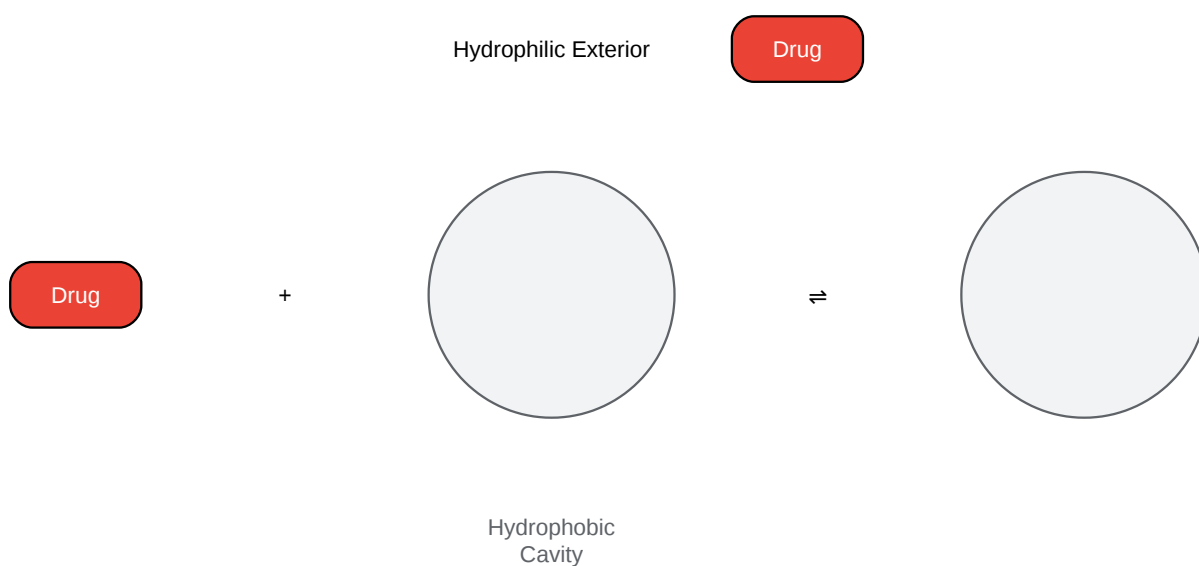 Hydrophilic Exterior
Drug
Drug
+
⇌
Hydrophobic
Cavity